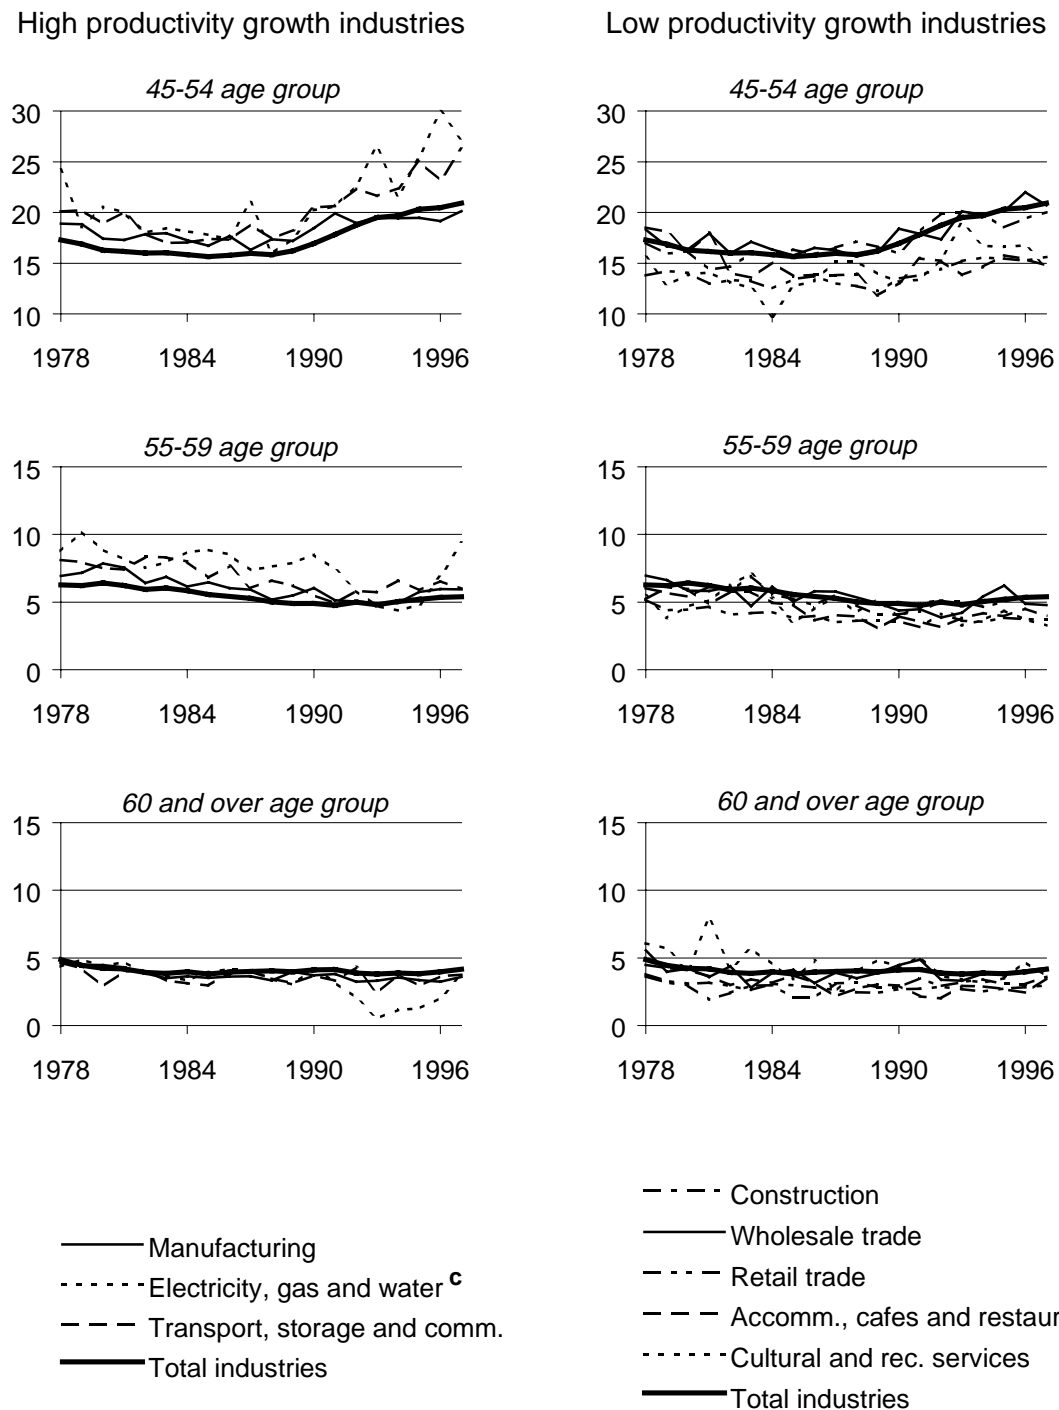 High productivity growth industries
Low productivity growth industries
45-54 age group
30
25
20
15
10
1978 1984 1990 1996
45-54 age group
30
25
20
15
10
1978 1984 1990 1996
55-59 age group
15
10
5
0
1978 1984 1990 1996
55-59 age group
15
10
5
0
1978 1984 1990 1996
60 and over age group
15
10
5
0
1978 1984 1990 1996
60 and over age group
15
10
5
0
1978 1984 1990 1996
Manufacturing
Electricity, gas and water c
Transport, storage and comm.
Total industries
Construction
Wholesale trade
Retail trade
Accomm., cafes and restaur
Cultural and rec. services
Total industries